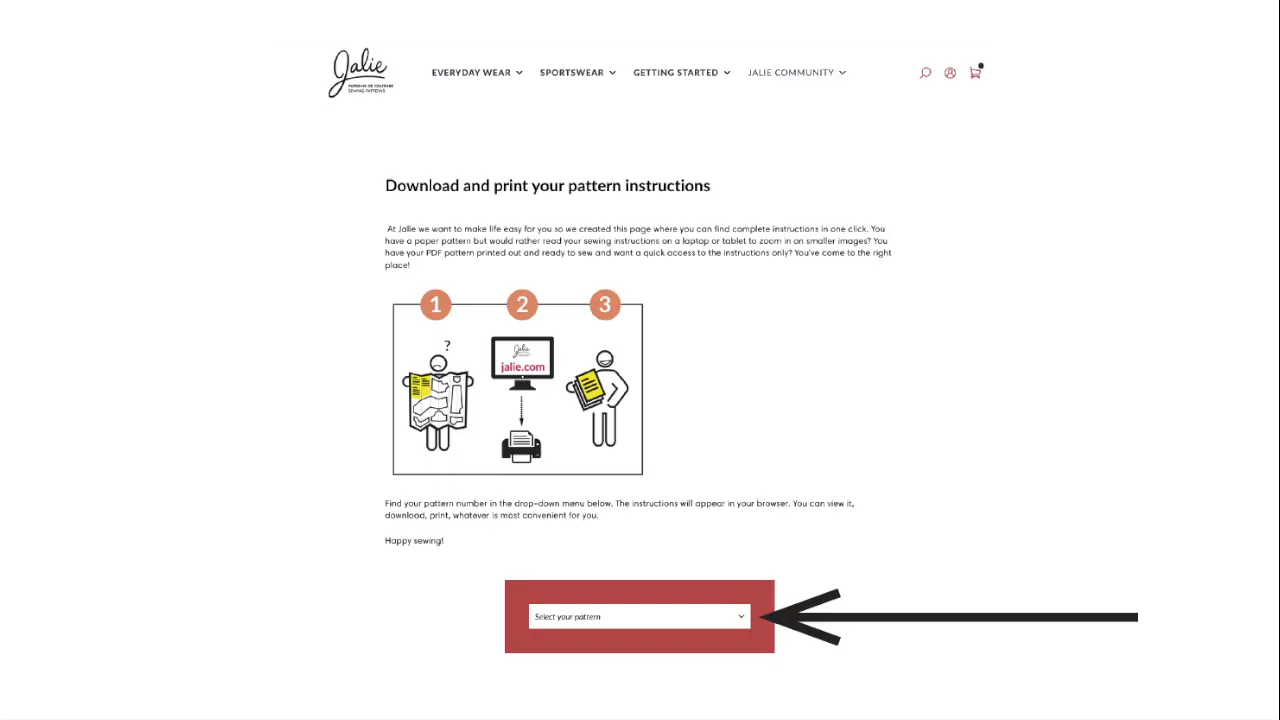 Jalie
PATRONS DE COUTURE
SEWING PATTERNS
EVERYDAY WEAR
SPORTSWEAR
GETTING STARTED
JALIE COMMUNITY
Download and print your pattern instructions
At Jalie we want to make life easy for you so we created this page where you can find complete instructions in one click. You
have a paper pattern but would rather read your sewing instructions on a laptop or tablet to zoom in on smaller images? You
have your PDF pattern printed out and ready to sew and want a quick access to the instructions only? You've come to the right
place!
1 2 3
?
Jalie
jalie.com
Find your pattern number in the drop-down menu below. The instructions will appear in your browser. You can view it,
download, print, whatever is most convenient for you.
Happy sewing!
Select your pattern